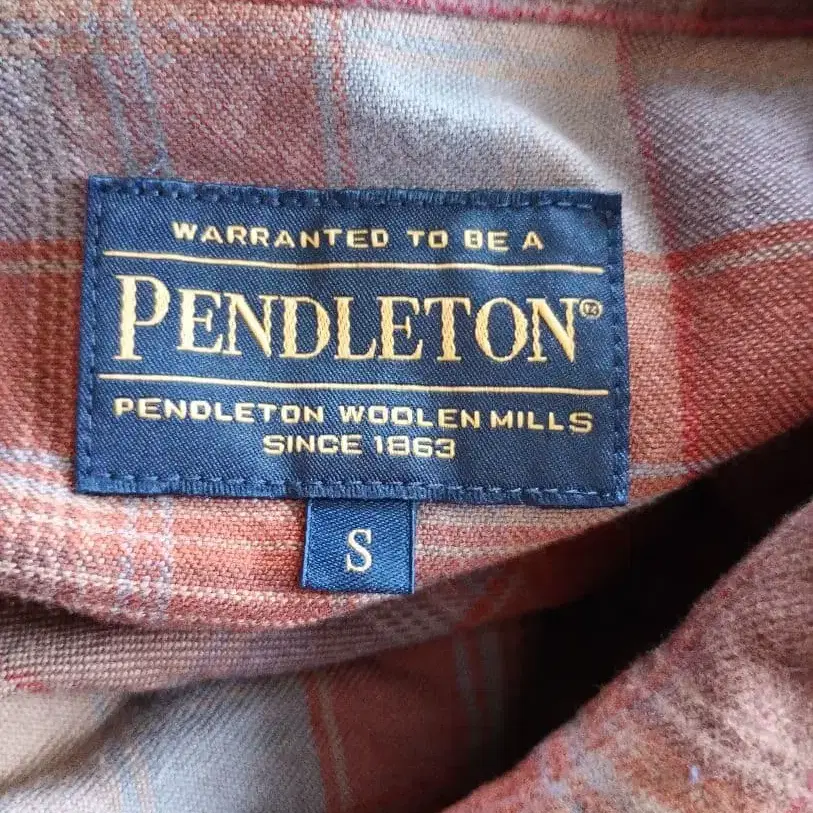 WARRANTED TO BE A
PENDLETON®
PENDLETON WOOLEN MILLS
SINCE 1863
S